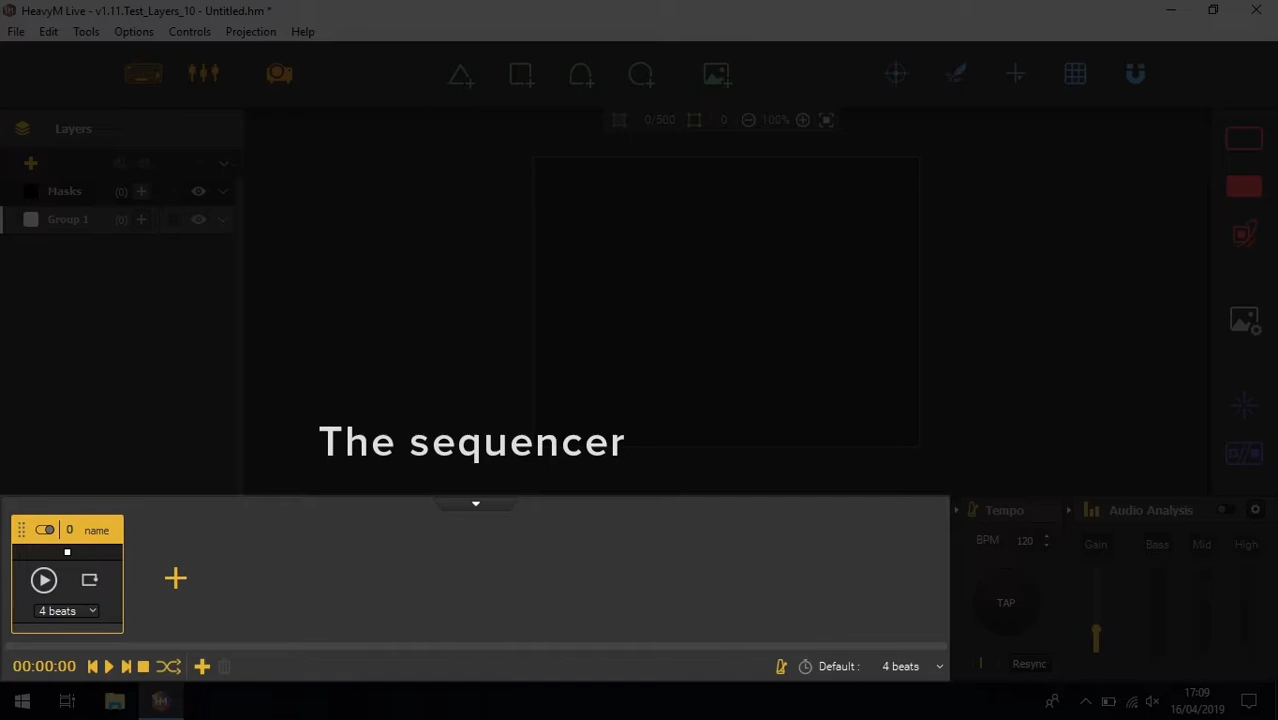 HeavyM Live - v1.11.Test_Layers_10 - Untitled.hm *
File Edit Tools Options Controls Projection Help
0/500 0 100%
Layers
Masks (0)
Group 1 (0)
The sequencer
0 name
4 beats
00:00:00
Default : 4 beats
Tempo
BPM 120
TAP
Resync
Audio Analysis
Gain Bass Mid High
17:09
16/04/2019